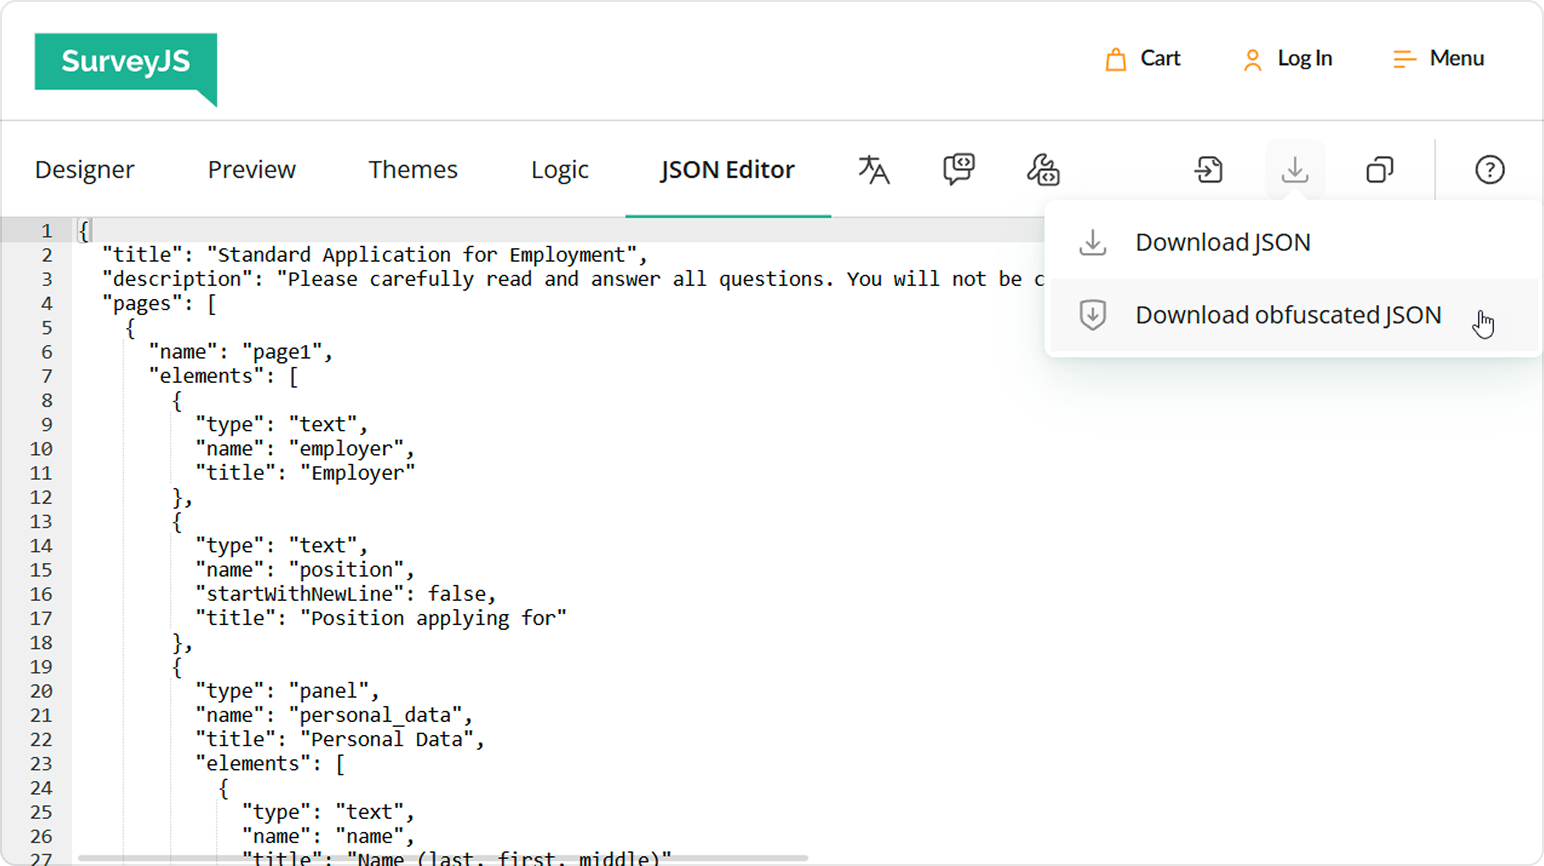 SurveyJS
Cart
Log In
Menu
Designer
Preview
Themes
Logic
JSON Editor
Download JSON
Download obfuscated JSON
1 {
2 "title": "Standard Application for Employment",
3 "description": "Please carefully read and answer all questions. You will not be c
4 "pages": [
5 {
6 "name": "page1",
7 "elements": [
8 {
9 "type": "text",
10 "name": "employer",
11 "title": "Employer"
12 },
13 {
14 "type": "text",
15 "name": "position",
16 "startWithNewLine": false,
17 "title": "Position applying for"
18 },
19 {
20 "type": "panel",
21 "name": "personal_data",
22 "title": "Personal Data",
23 "elements": [
24 {
25 "type": "text",
26 "name": "name",
27 "title": "Name (last, first, middle)"